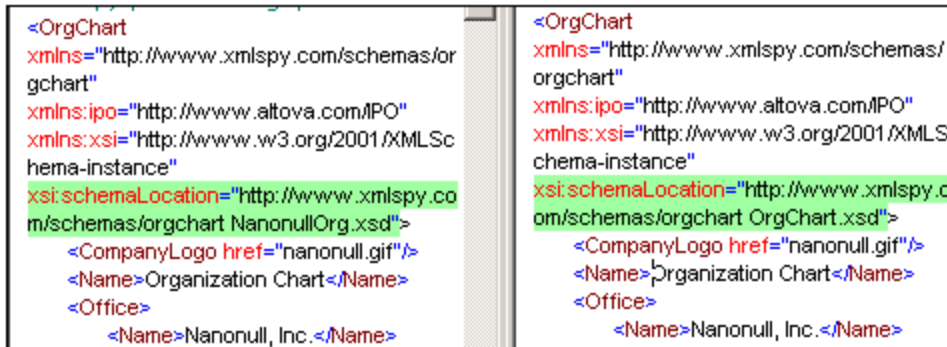 <OrgChart
xmlns="http://www.xmlspy.com/schemas/or
gchart"
xmlns:ipo="http://www.altova.com/IPO"
xmlns:xsi="http://www.w3.org/2001/XMLSc
hema-instance"
xsi:schemaLocation="http://www.xmlspy.co
m/schemas/orgchart NanonullOrg.xsd">
<CompanyLogo href="nanonull.gif"/>
<Name>Organization Chart</Name>
<Office>
<Name>Nanonull, Inc.</Name>
<OrgChart
xmlns="http://www.xmlspy.com/schemas/
orgchart"
xmlns:ipo="http://www.altova.com/IPO"
xmlns:xsi="http://www.w3.org/2001/XMLS
chema-instance"
xsi:schemaLocation="http://www.xmlspy.c
om/schemas/orgchart OrgChart.xsd">
<CompanyLogo href="nanonull.gif"/>
<Name>Organization Chart</Name>
<Office>
<Name>Nanonull, Inc.</Name>